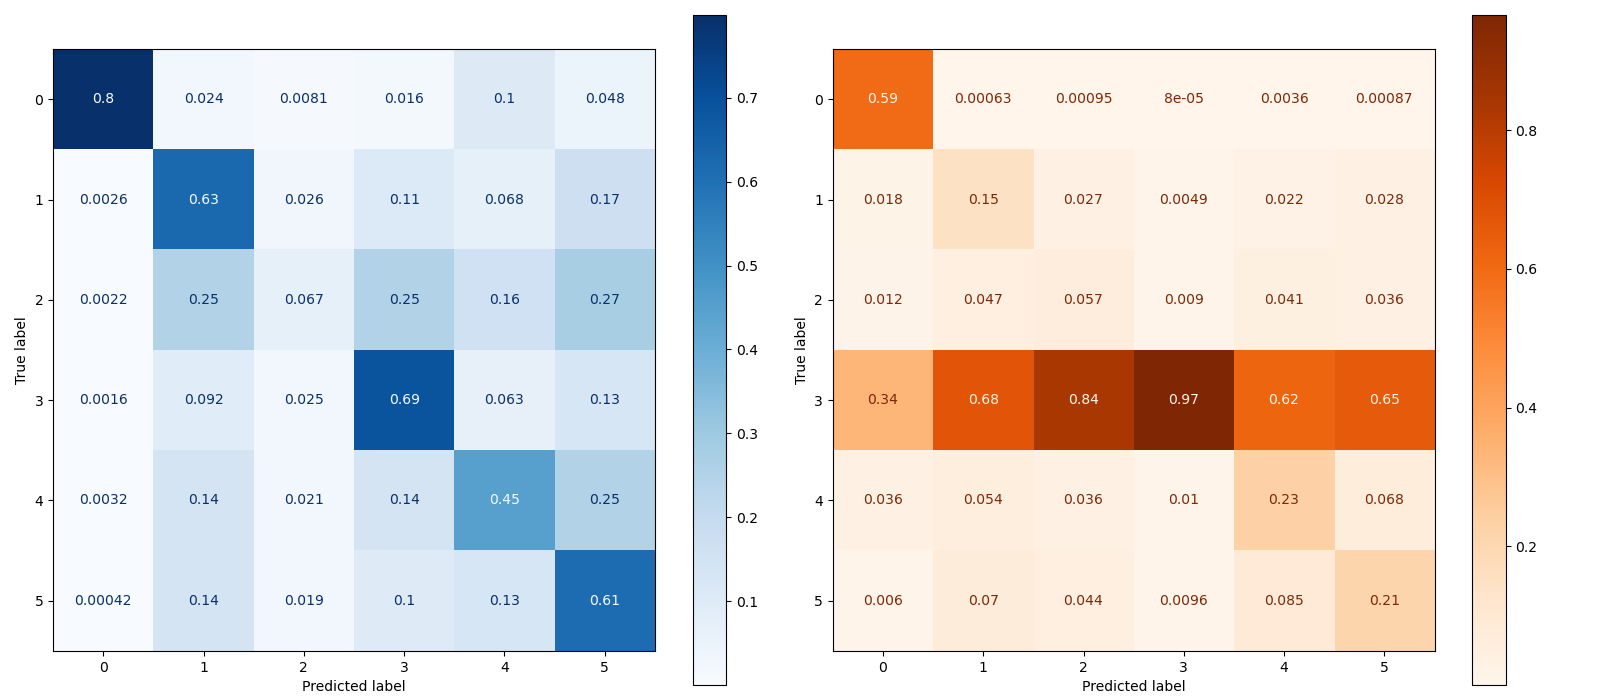 0 0.8 0.024 0.0081 0.016 0.1 0.048
1 0.0026 0.63 0.026 0.11 0.068 0.17
2 0.0022 0.25 0.067 0.25 0.16 0.27
3 0.0016 0.092 0.025 0.69 0.063 0.13
4 0.0032 0.14 0.021 0.14 0.45 0.25
5 0.00042 0.14 0.019 0.1 0.13 0.61
0 1 2 3 4 5
Predicted label
True label
0.7
0.6
0.5
0.4
0.3
0.2
0.1
0 0.59 0.00063 0.00095 8e-05 0.0036 0.00087
1 0.018 0.15 0.027 0.0049 0.022 0.028
2 0.012 0.047 0.057 0.009 0.041 0.036
3 0.34 0.68 0.84 0.97 0.62 0.65
4 0.036 0.054 0.036 0.01 0.23 0.068
5 0.006 0.07 0.044 0.0096 0.085 0.21
0 1 2 3 4 5
Predicted label
True label
0.8
0.6
0.4
0.2